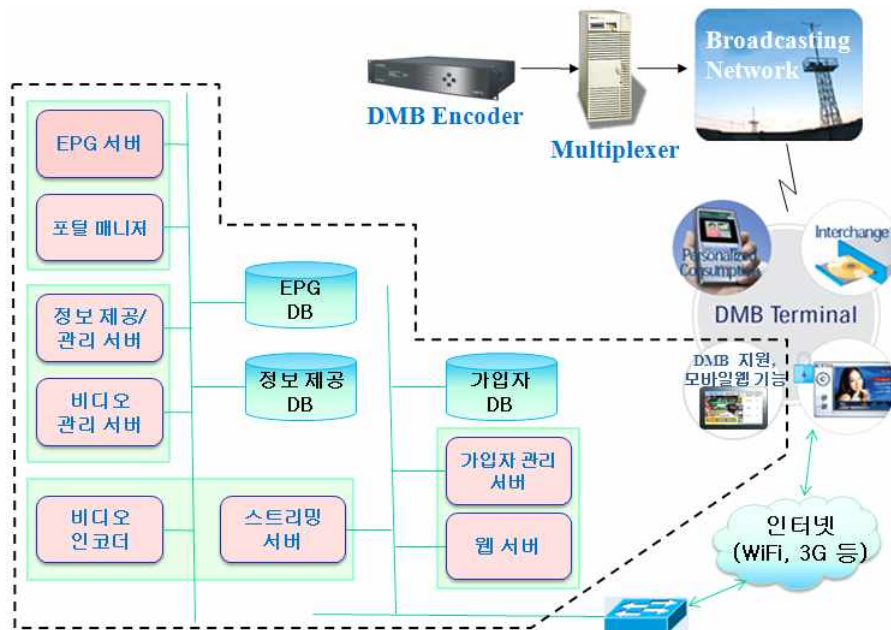 Broadcasting
Network
DMB Encoder
Multiplexer
EPG 서버
포털 매니저
Personalized
Consumption
Interchange
EPG
DB
정보 제공/
관리 서버
DMB Terminal
정보 제공
DB
가입자
DB
DMB 지원,
모바일웹 기능
비디오
관리 서버
가입자 관리
서버
비디오
인코더
스트리밍
서버
웹 서버
인터넷
(WiFi, 3G 등)